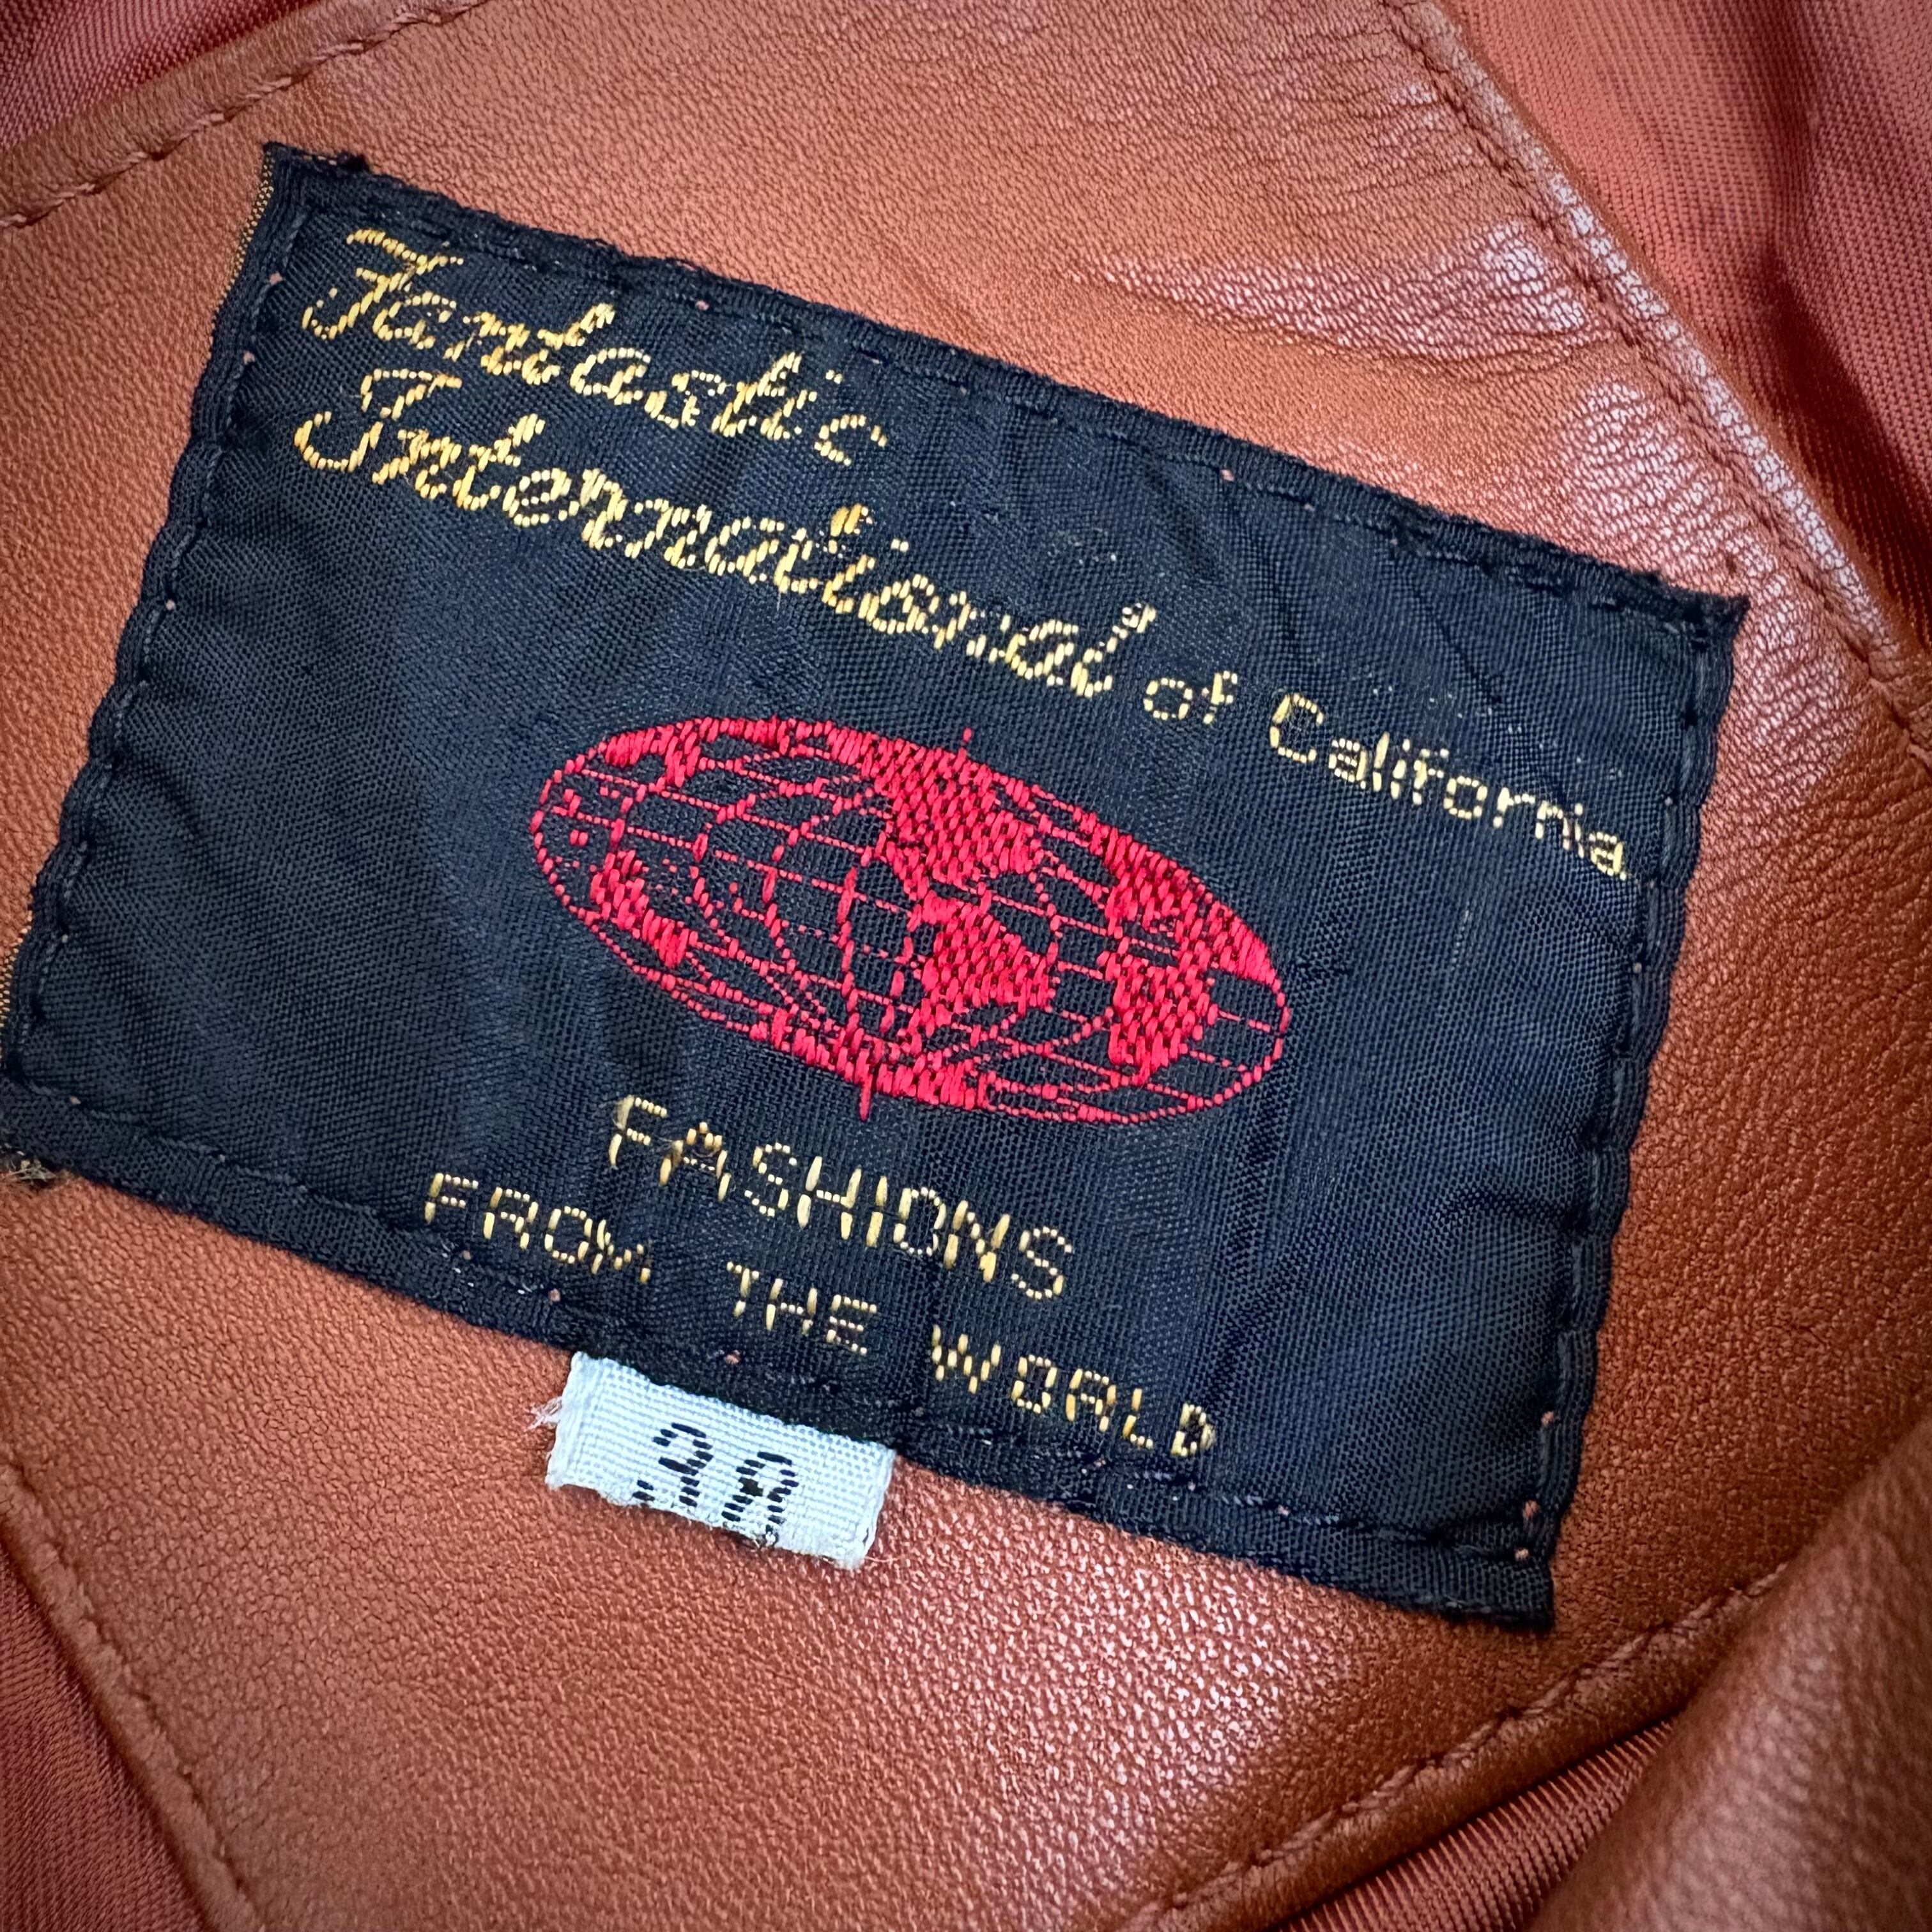 Fantastic
International of California
FASHIONS
FROM THE WORLD
38